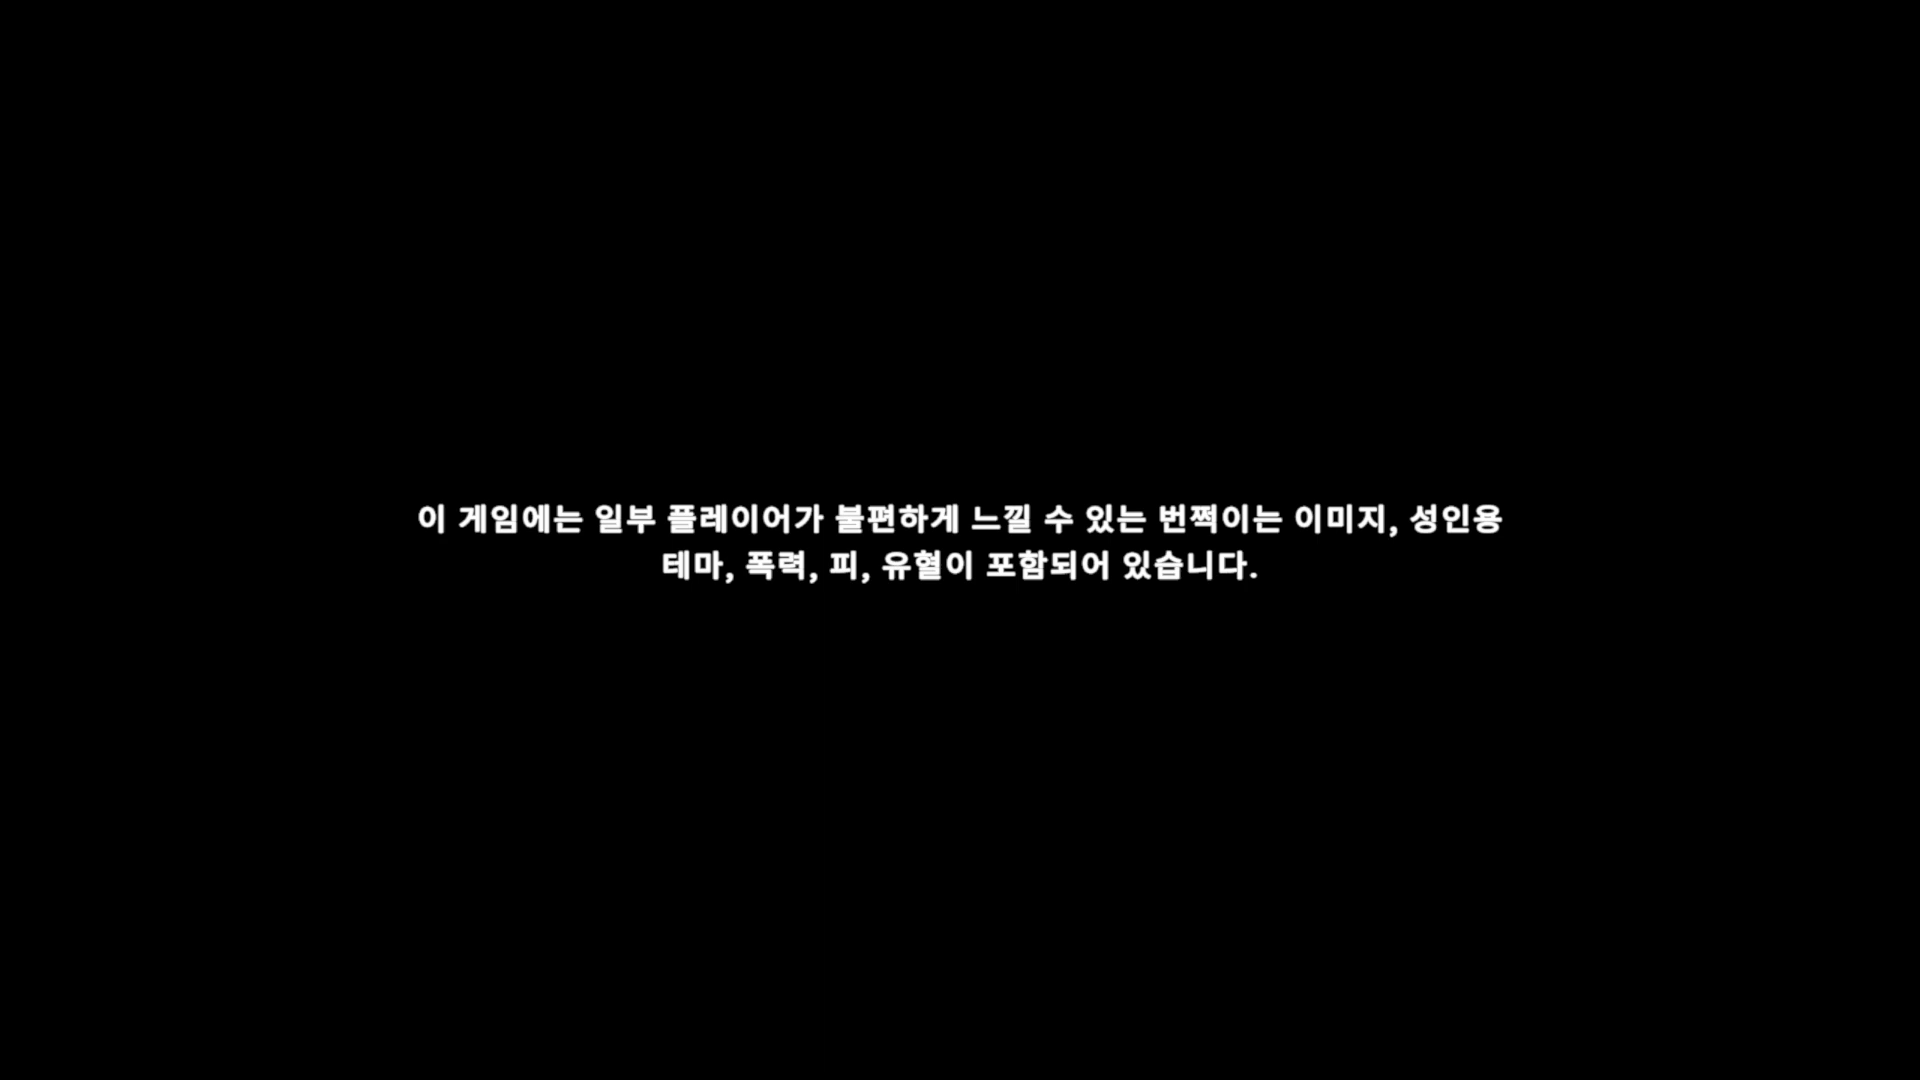 이 게임에는 일부 플레이어가 불편하게 느낄 수 있는 번쩍이는 이미지, 성인용
테마, 폭력, 피, 유혈이 포함되어 있습니다.